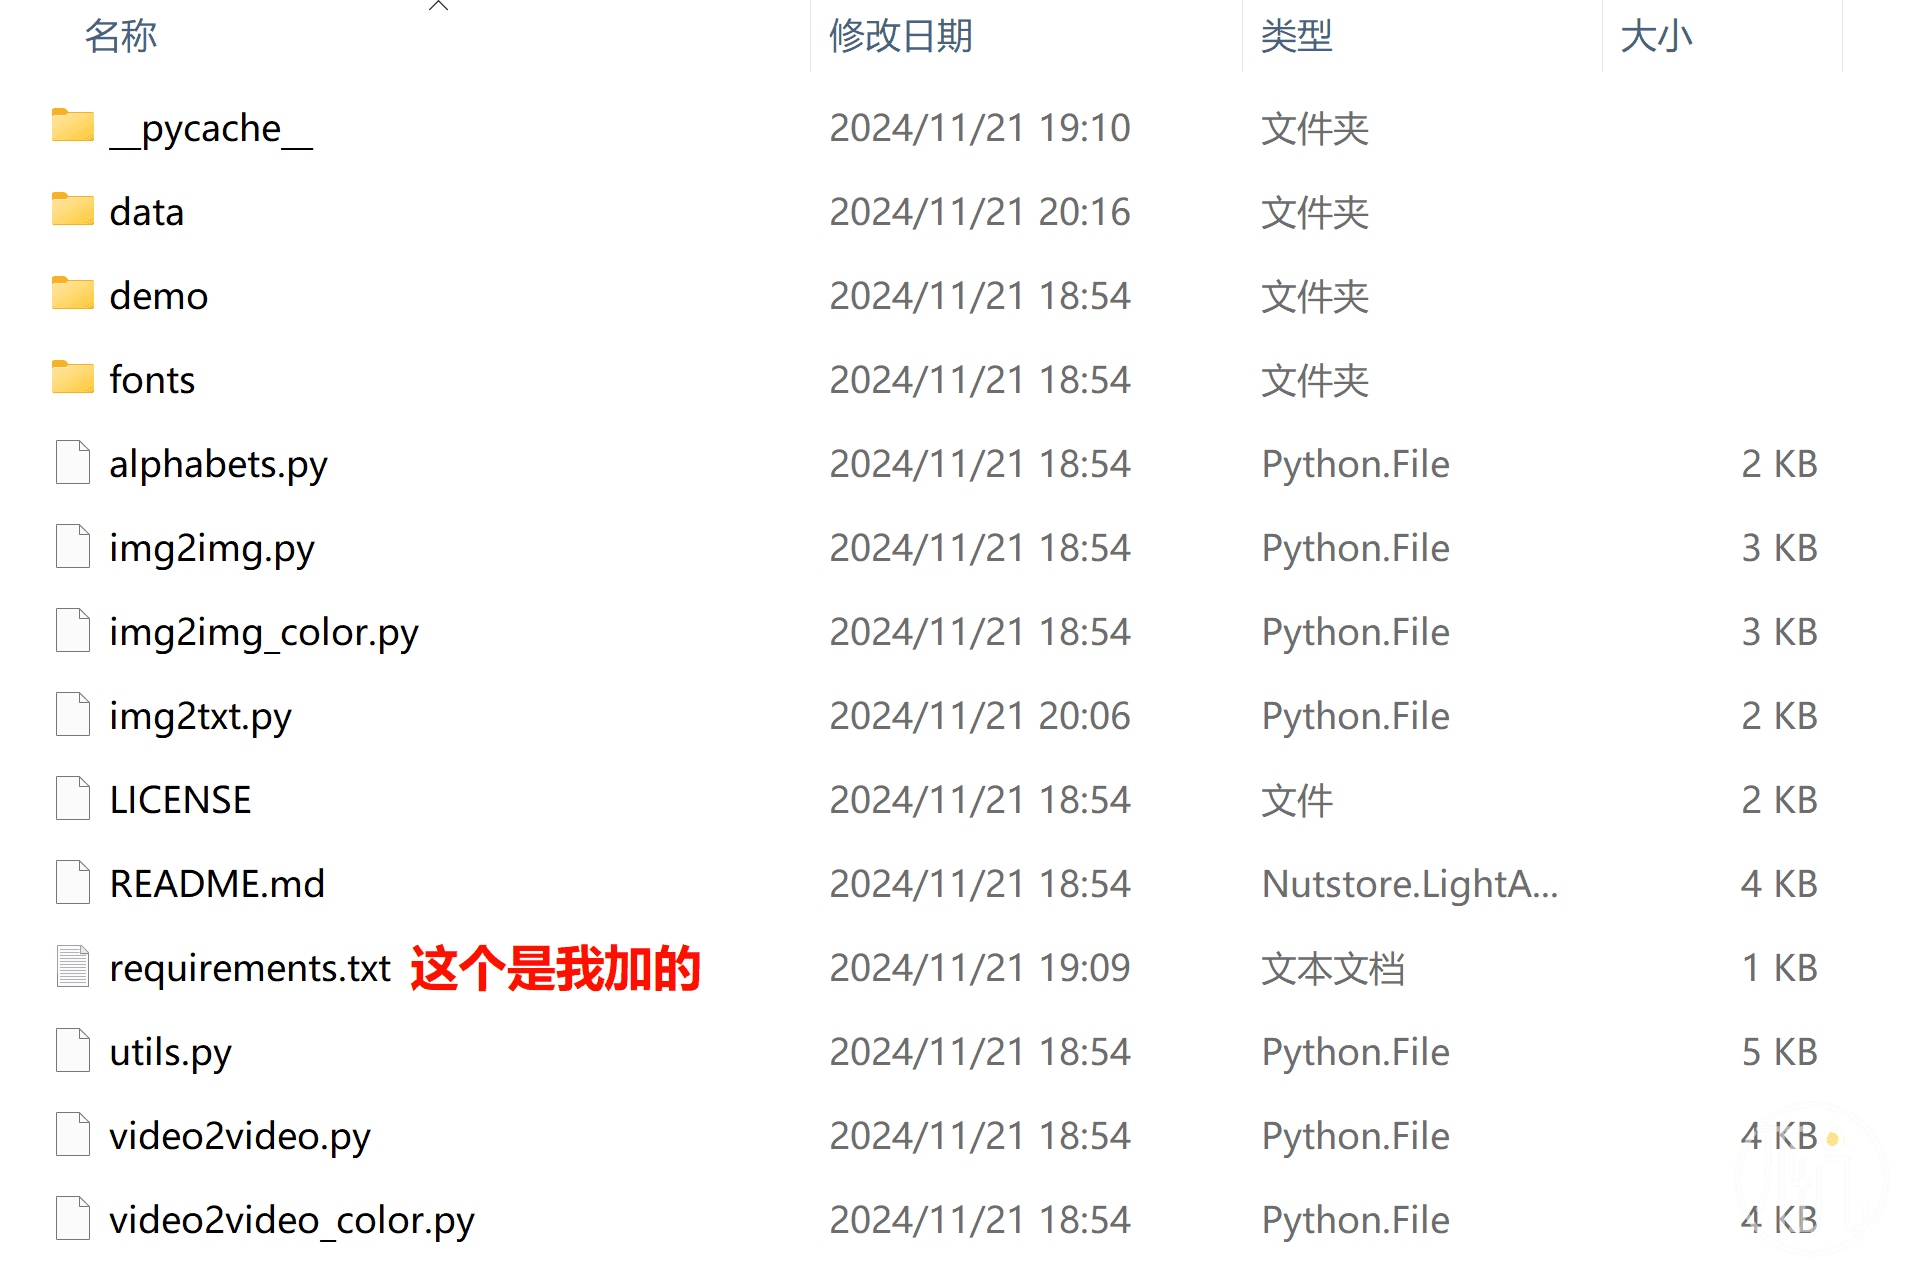 名称 修改日期 类型 大小
__pycache__ 2024/11/21 19:10 文件夹
data 2024/11/21 20:16 文件夹
demo 2024/11/21 18:54 文件夹
fonts 2024/11/21 18:54 文件夹
alphabets.py 2024/11/21 18:54 Python.File 2 KB
img2img.py 2024/11/21 18:54 Python.File 3 KB
img2img_color.py 2024/11/21 18:54 Python.File 3 KB
img2txt.py 2024/11/21 20:06 Python.File 2 KB
LICENSE 2024/11/21 18:54 文件 2 KB
README.md 2024/11/21 18:54 Nutstore.LightA... 4 KB
requirements.txt 这个是我加的 2024/11/21 19:09 文本文档 1 KB
utils.py 2024/11/21 18:54 Python.File 5 KB
video2video.py 2024/11/21 18:54 Python.File 4 KB
video2video_color.py 2024/11/21 18:54 Python.File 4 KB